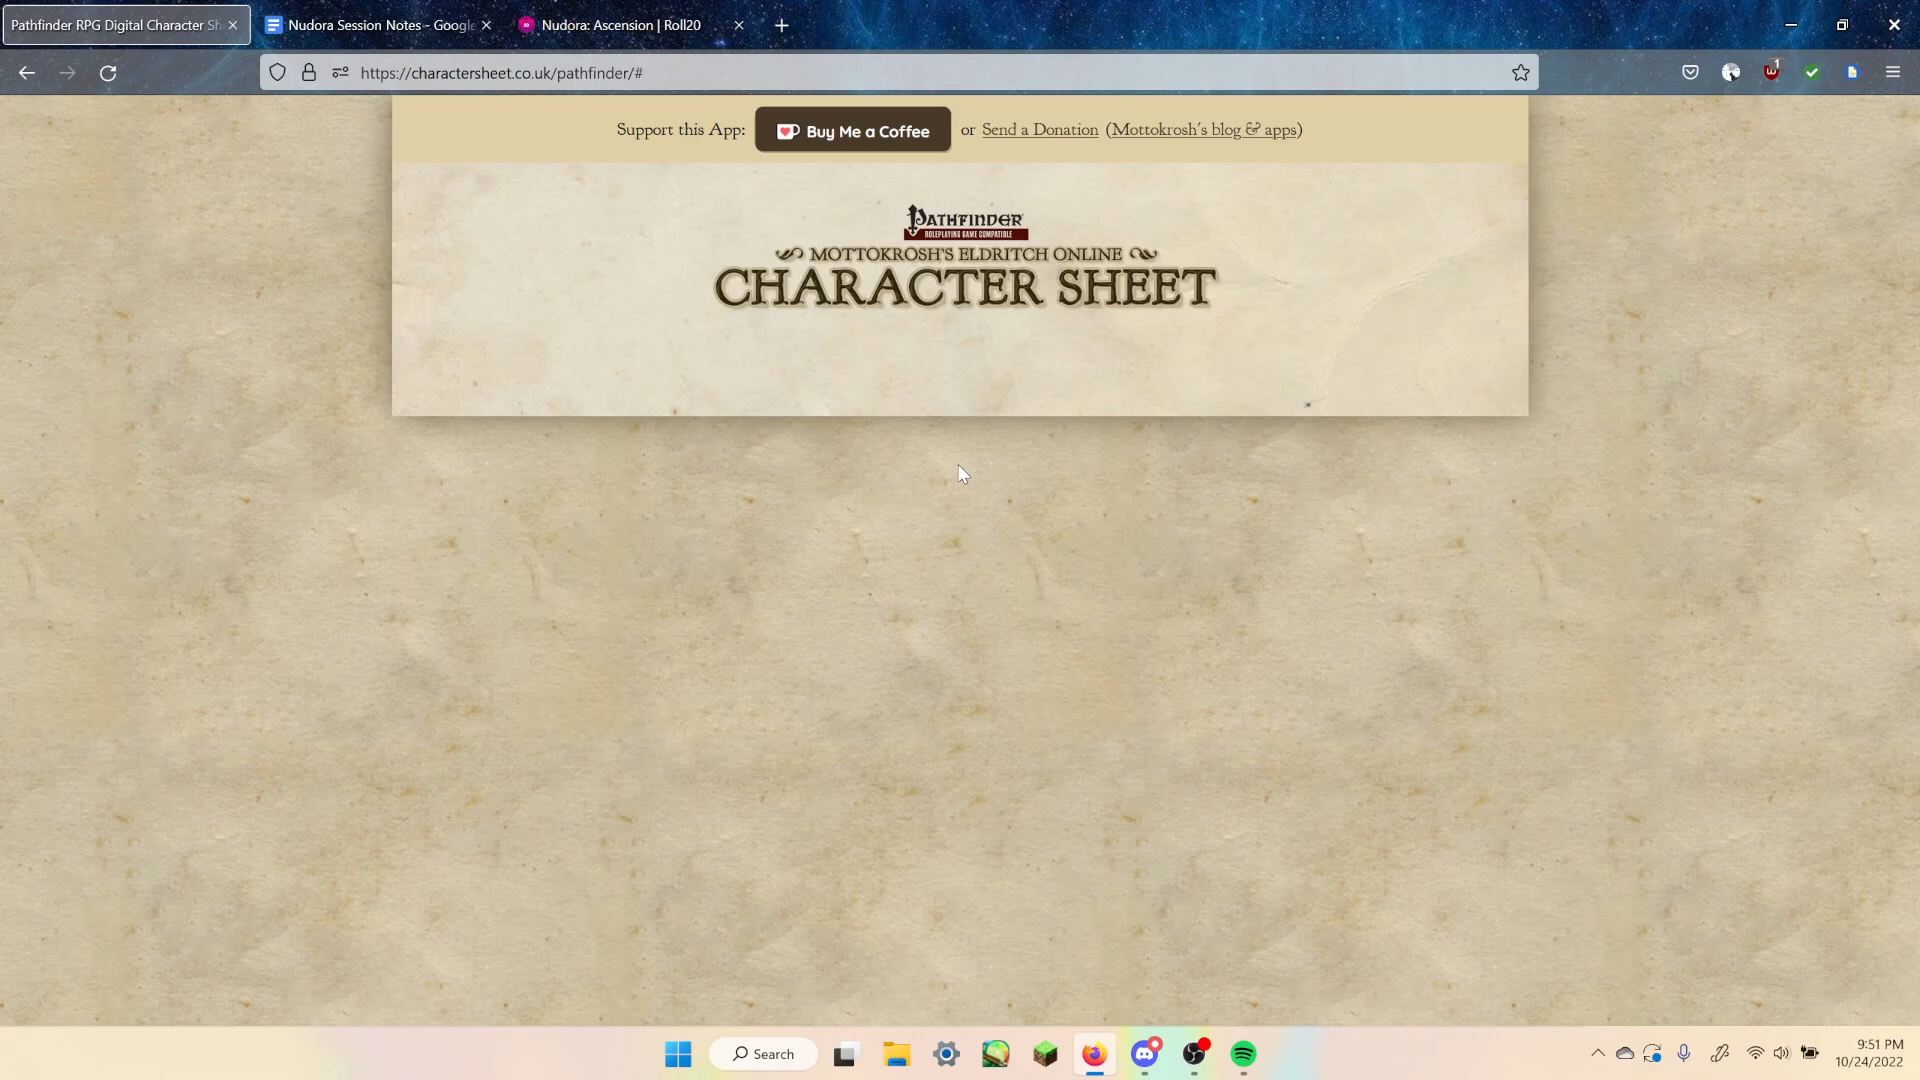 Pathfinder RPG Digital Character Sh
Nudora Session Notes - Google
Nudora: Ascension | Roll20
https://charactersheet.co.uk/pathfinder/#
1
Support this App: Buy Me a Coffee or Send a Donation (Mottokrosh's blog & apps)
PATHFINDER
ROLEPLAYING GAME COMPATIBLE
MOTTOKROSH'S ELDRITCH ONLINE
CHARACTER SHEET
Search
9:51 PM
10/24/2022